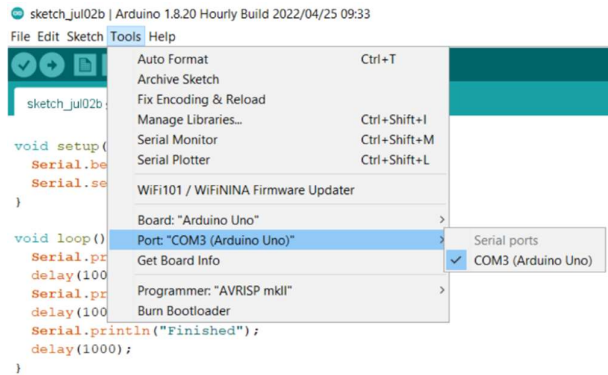 sketch_jul02b | Arduino 1.8.20 Hourly Build 2022/04/25 09:33
File Edit Sketch Tools Help
sketch_jul02b
Auto Format Ctrl+T
Archive Sketch
Fix Encoding & Reload
Manage Libraries... Ctrl+Shift+I
Serial Monitor Ctrl+Shift+M
Serial Plotter Ctrl+Shift+L
WiFi101 / WiFiNINA Firmware Updater
Board: "Arduino Uno"
Port: "COM3 (Arduino Uno)"
Get Board Info
Programmer: "AVRISP mkII"
Burn Bootloader
Serial ports
COM3 (Arduino Uno)
void setup(
Serial.be
Serial.se
}
void loop()
Serial.pr
delay(100
Serial.pr
delay(100
Serial.println("Finished");
delay(1000);
}